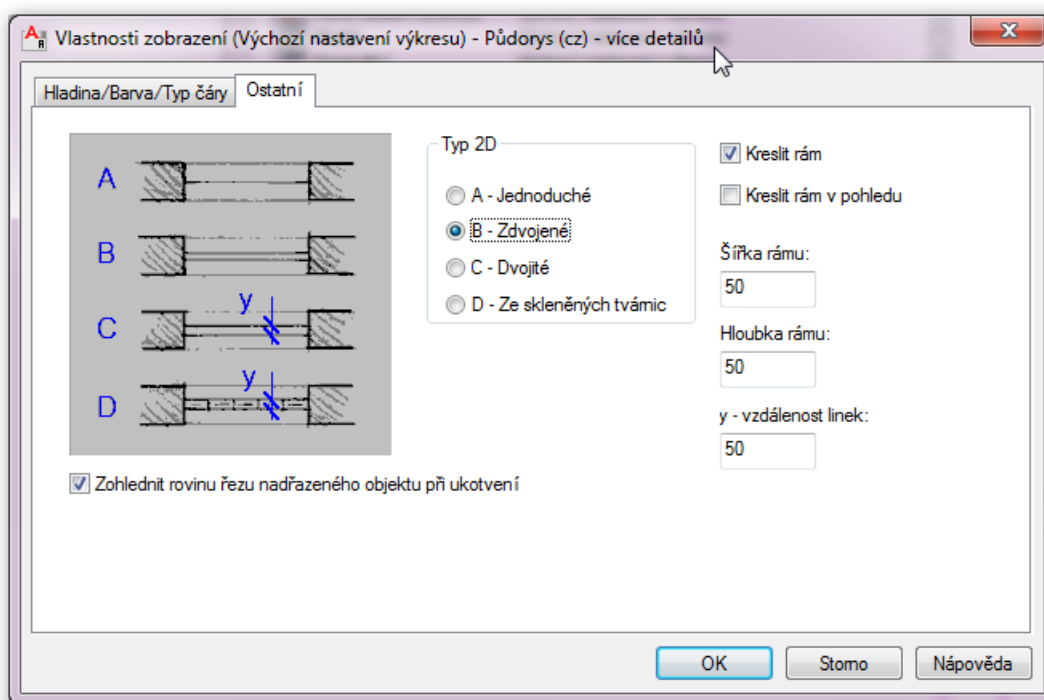 Vlastnosti zobrazení (Výchozí nastavení výkresu) - Půdorys (cz) - více detailů
Hladina/Barva/Typ čáry
Ostatní
A
B
C
y
D
y
Typ 2D
A - Jednoduché
B - Zdvojené
C - Dvojité
D - Ze skleněných tvárnic
Kreslit rám
Kreslit rám v pohledu
Šířka rámu:
50
Hloubka rámu:
50
y - vzdálenost linek:
50
Zohlednit rovinu řezu nadřazeného objektu při ukotvení
OK
Storno
Nápověda